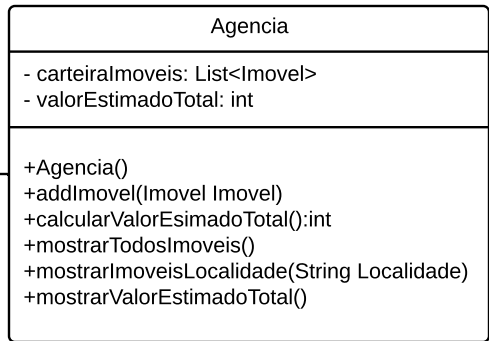 Agencia
- carteiraImoveis: List<Imovel>
- valorEstimadoTotal: int
+Agencia()
+addImovel(Imovel Imovel)
+calcularValorEsimadoTotal():int
+mostrarTodosImoveis()
+mostrarImoveisLocalidade(String Localidade)
+mostrarValorEstimadoTotal()